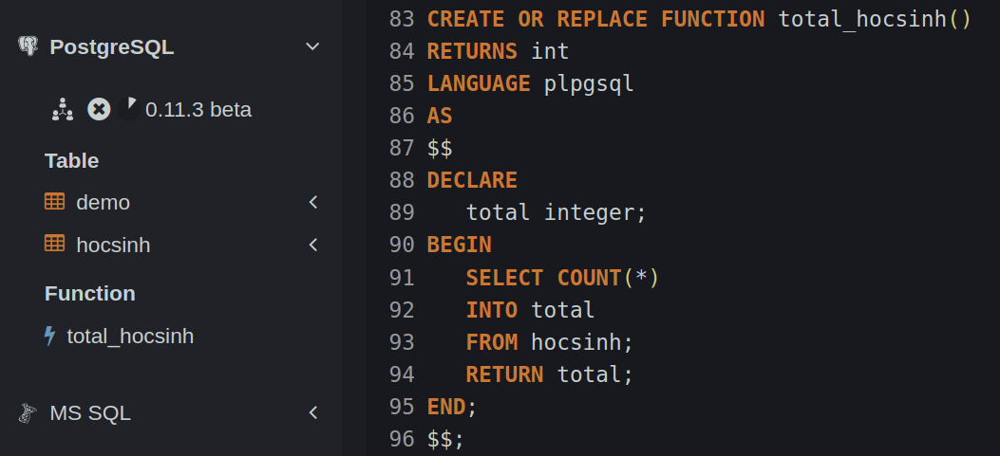 PostgreSQL
0.11.3 beta
Table
demo
hocsinh
Function
total_hocsinh
MS SQL
83 CREATE OR REPLACE FUNCTION total_hocsinh()
84 RETURNS int
85 LANGUAGE plpgsql
86 AS
87 $$
88 DECLARE
89    total integer;
90 BEGIN
91    SELECT COUNT(*)
92    INTO total
93    FROM hocsinh;
94    RETURN total;
95 END;
96 $$;